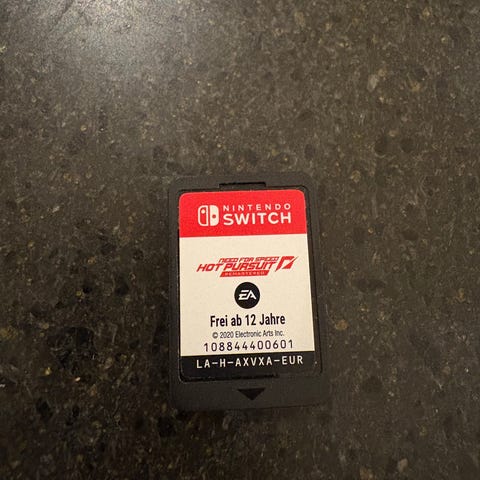 NINTENDO
SWITCH
NEED FOR SPEED
HOT PURSUIT
REMASTERED
EA
Frei ab 12 Jahre
© 2020 Electronic Arts Inc.
108844400601
LA-H-AXVXA-EUR